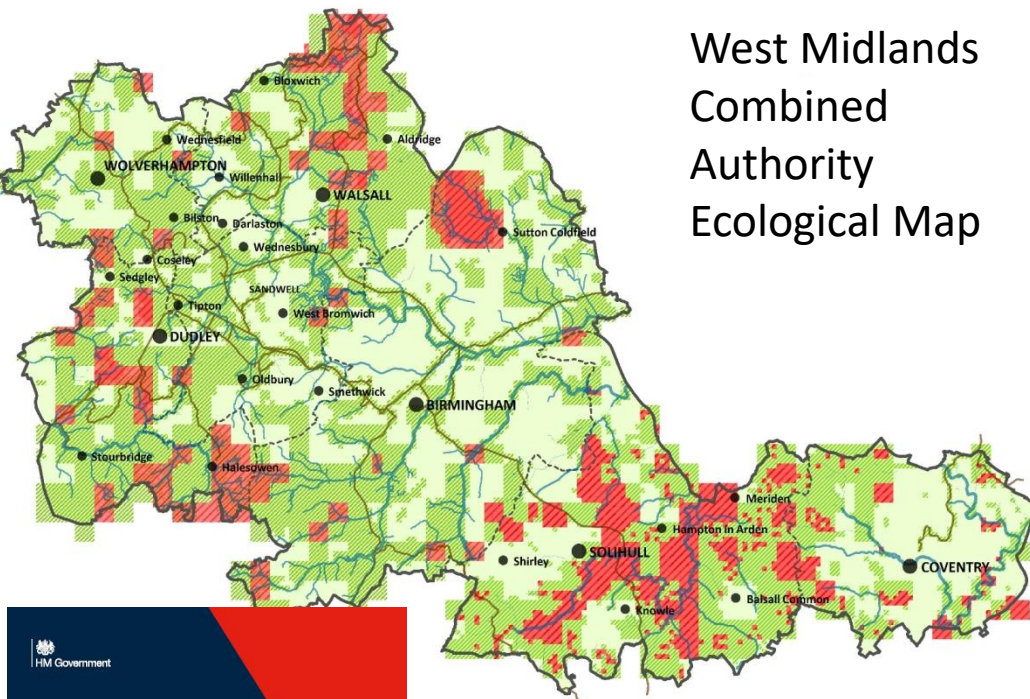 West Midlands
Combined
Authority
Ecological Map
Bloxwich
Wednesfield
Aldridge
WOLVERHAMPTON
Willenhall
WALSALL
Bilston
Darlaston
Sutton Coldfield
Wednesbury
Coseley
Sedgley
SANDWELL
Tipton
West Bromwich
DUDLEY
Oldbury
Smethwick
BIRMINGHAM
Stourbridge
Halesowen
Meriden
Hampton in Arden
SOLIHULL
Shirley
COVENTRY
Balsall Common
Knowle
HM Government